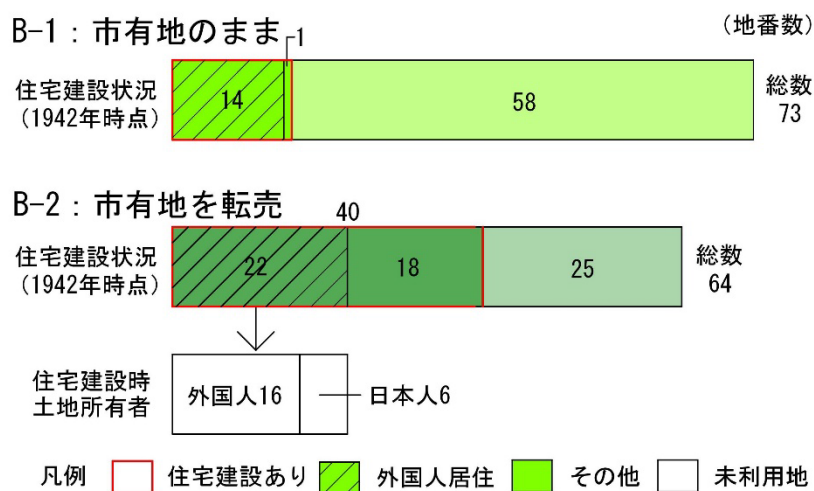 B-1：市有地のまま
1
（地番数）
住宅建設状況
（1942年時点）
14
58
総数
73
B-2：市有地を転売
40
住宅建設状況
（1942年時点）
22
18
25
総数
64
住宅建設時
土地所有者
外国人16
日本人6
凡例
住宅建設あり
外国人居住
その他
未利用地